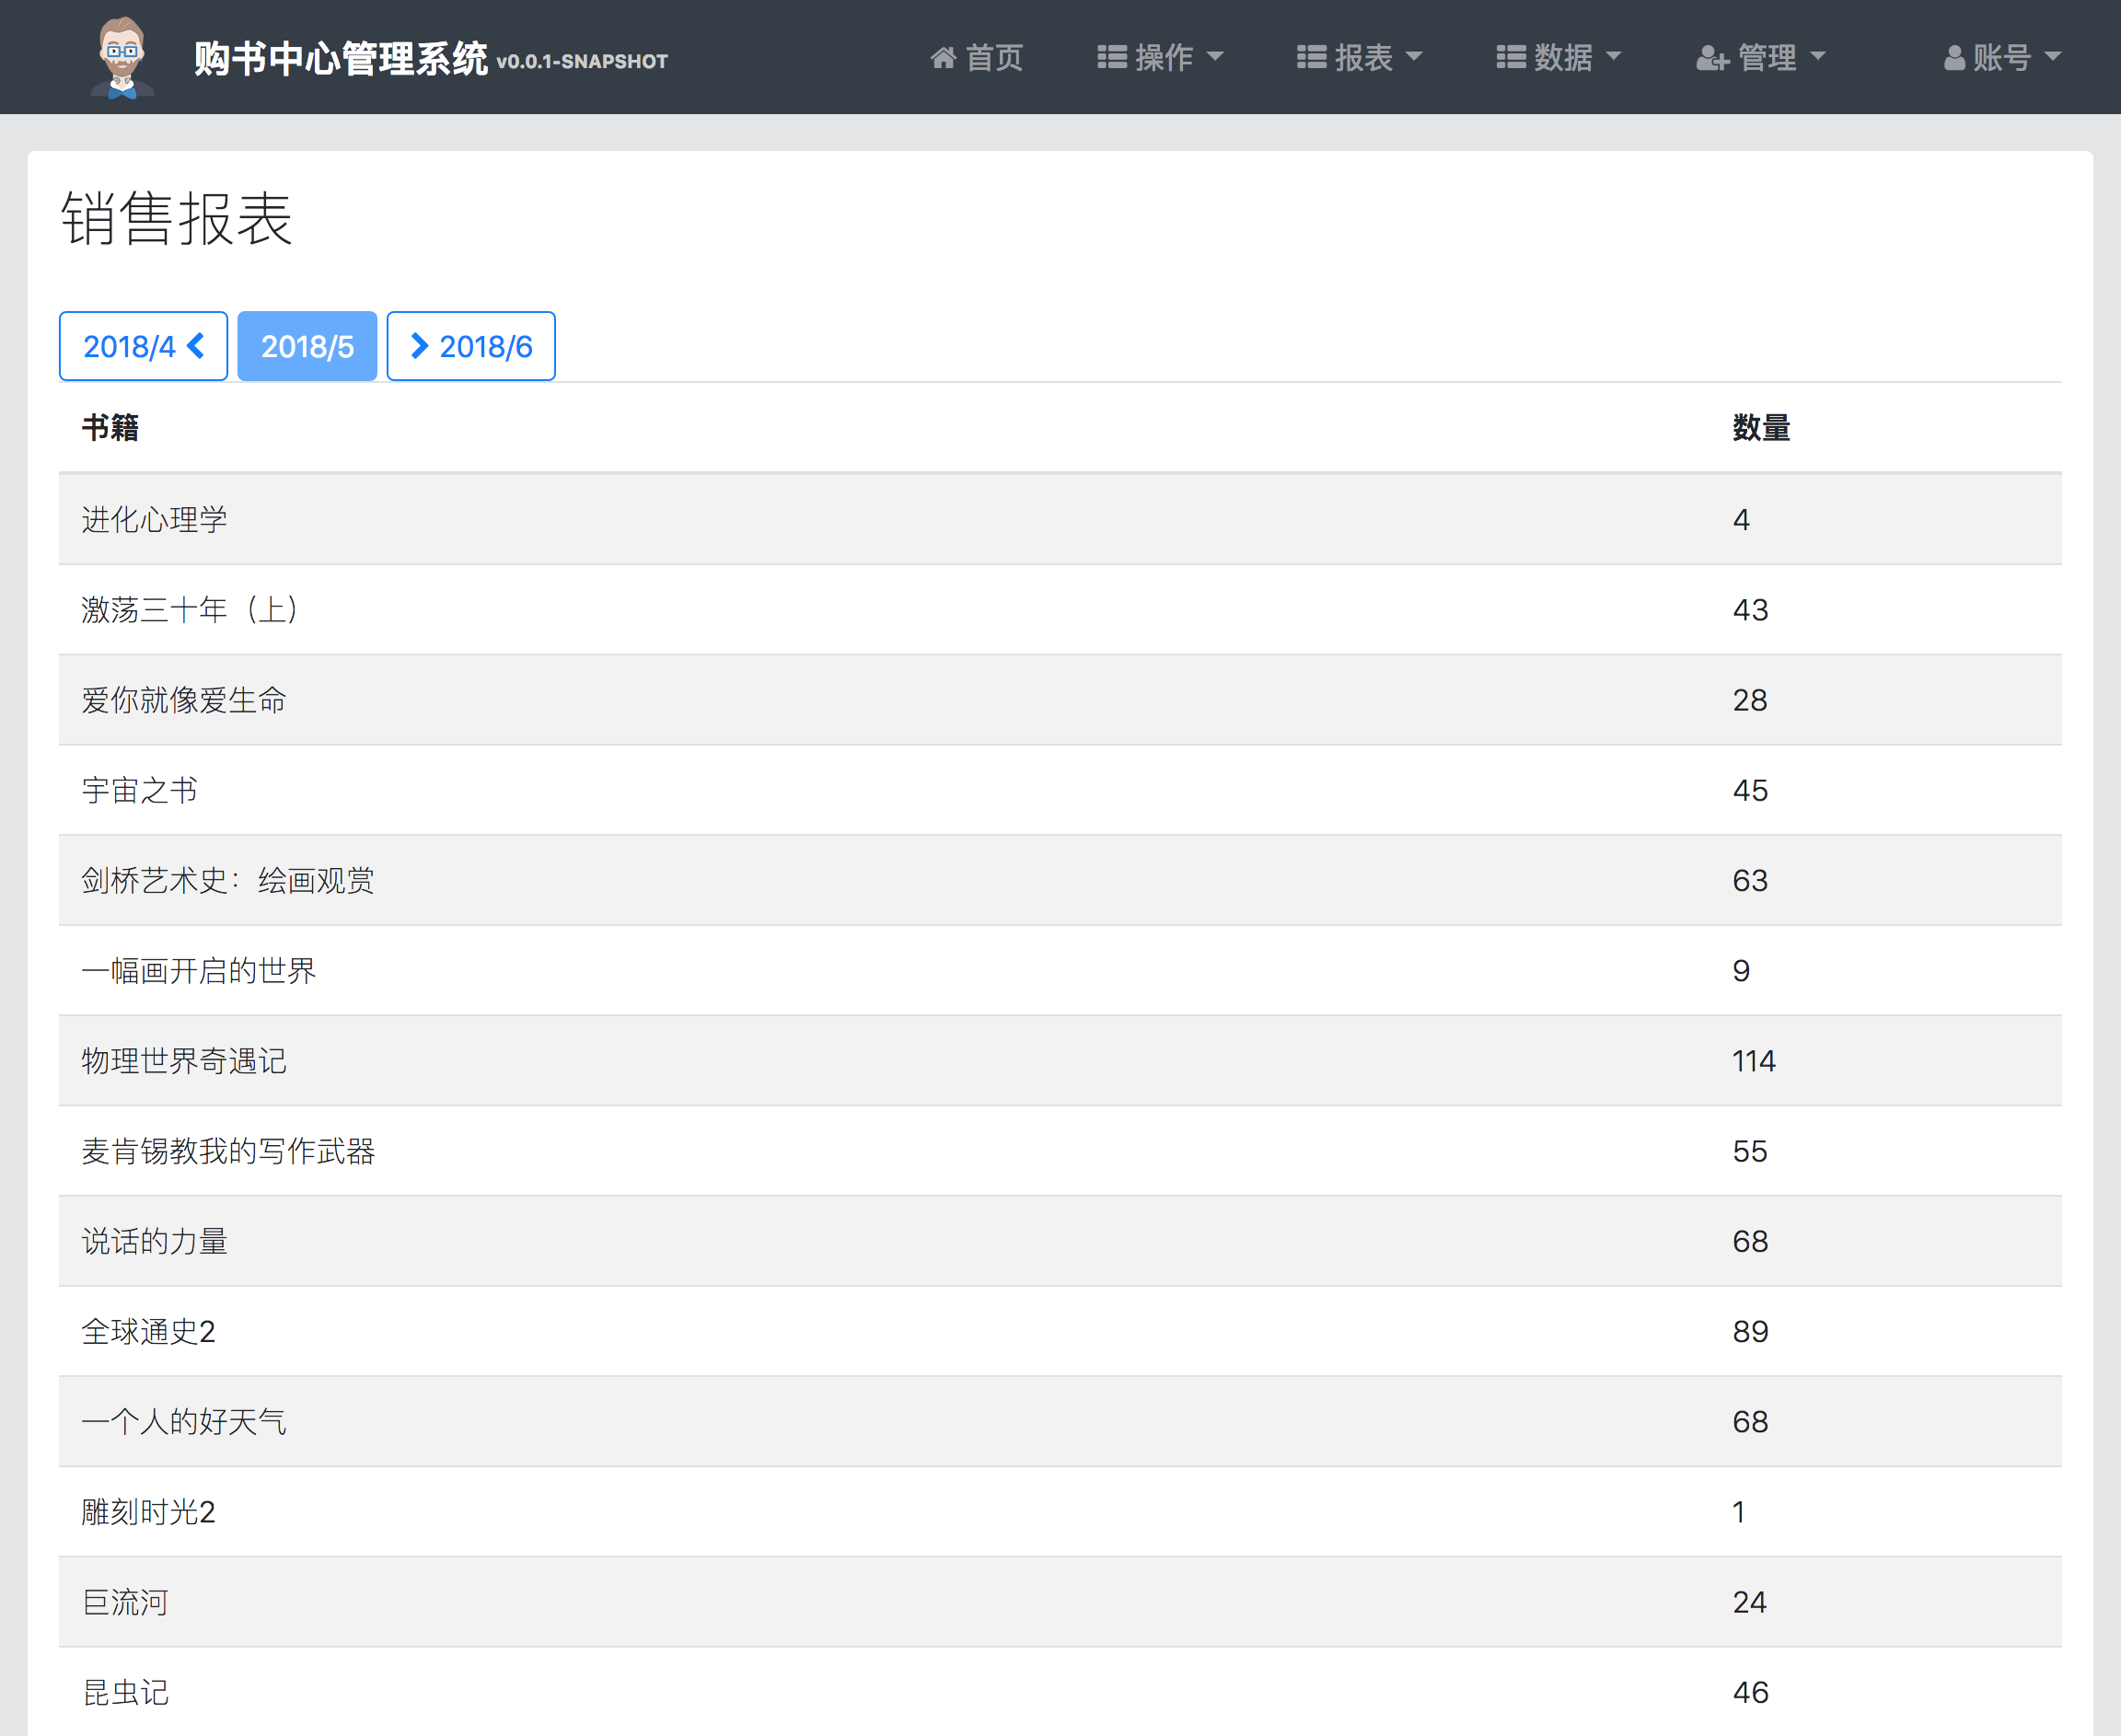 购书中心管理系统 v0.0.1-SNAPSHOT 首页 操作 报表 数据 管理 账号
销售报表
2018/4 2018/5 2018/6
书籍 数量
进化心理学 4
激荡三十年（上） 43
爱你就像爱生命 28
宇宙之书 45
剑桥艺术史：绘画观赏 63
一幅画开启的世界 9
物理世界奇遇记 114
麦肯锡教我的写作武器 55
说话的力量 68
全球通史2 89
一个人的好天气 68
雕刻时光2 1
巨流河 24
昆虫记 46